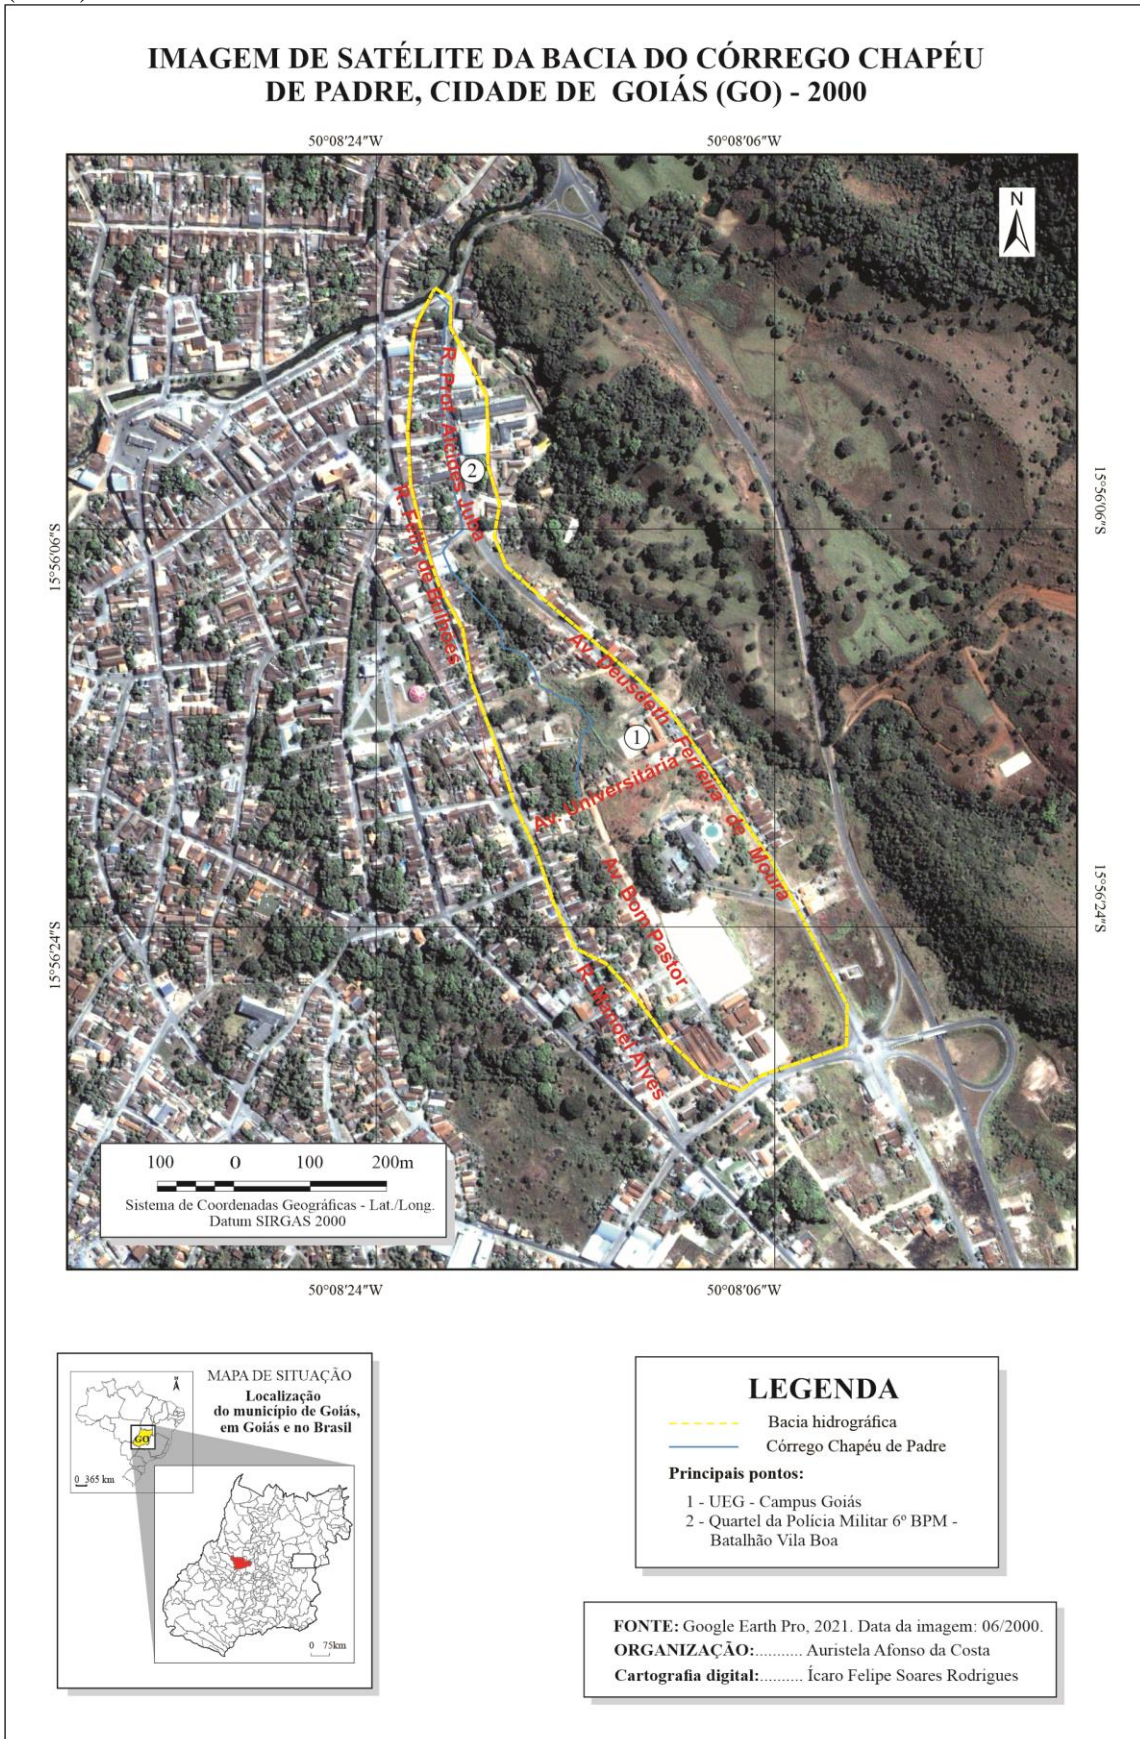 IMAGEM DE SATÉLITE DA BACIA DO CÓRREGO CHAPÉU
DE PADRE, CIDADE DE GOIÁS (GO) - 2000
50°08'24"W
50°08'06"W
N
R. Prof. Alcides Jubá
2
R. Félix de Bulhões
15°56'06"S
15°56'06"S
Av. Deusdeth Ferreira de Moura
1
Av. Universitária
Av. Bom Pastor
15°56'24"S
15°56'24"S
R. Manoel Alves
100 0 100 200m
Sistema de Coordenadas Geográficas - Lat./Long.
Datum SIRGAS 2000
50°08'24"W
50°08'06"W
MAPA DE SITUAÇÃO
Localização
do município de Goiás,
em Goiás e no Brasil
GO
0 365 km
0 75km
LEGENDA
Bacia hidrográfica
Córrego Chapéu de Padre
Principais pontos:
1 - UEG - Campus Goiás
2 - Quartel da Polícia Militar 6º BPM -
Batalhão Vila Boa
FONTE: Google Earth Pro, 2021. Data da imagem: 06/2000.
ORGANIZAÇÃO:........... Auristela Afonso da Costa
Cartografia digital:.......... Ícaro Felipe Soares Rodrigues